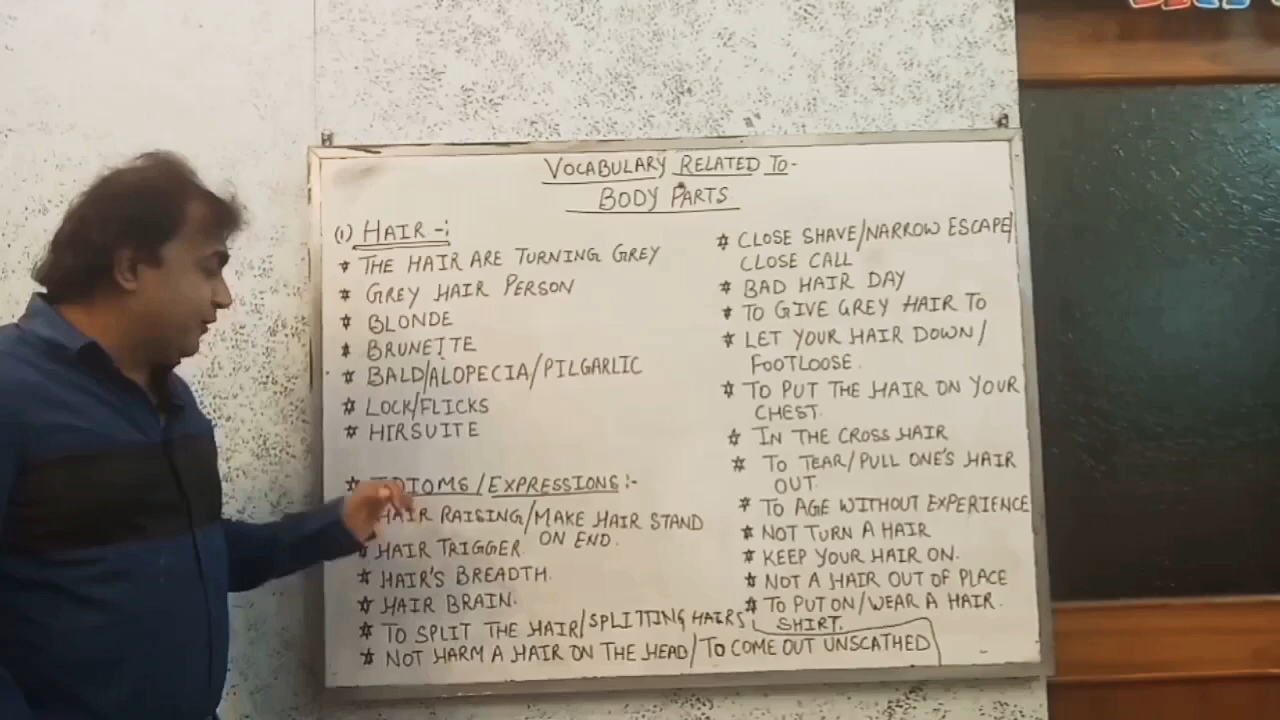 VOCABULARY RELATED TO-
BODY PARTS
(1) HAIR -:
* THE HAIR ARE TURNING GREY
* GREY HAIR PERSON
* BLONDE
* BRUNETTE
* BALD/ALOPECIA/PILGARLIC
* LOCK/FLICKS
* HIRSUITE
* IDIOMS/EXPRESSIONS:-
HAIR RAISING/MAKE HAIR STAND
ON END.
* HAIR TRIGGER
* HAIR'S BREADTH.
* HAIR BRAIN.
* TO SPLIT THE HAIR/SPLITTING HAIRS
* NOT HARM A HAIR ON THE HEAD/TO COME OUT UNSCATHED
* CLOSE SHAVE/NARROW ESCAPE/
CLOSE CALL
* BAD HAIR DAY
* TO GIVE GREY HAIR TO
* LET YOUR HAIR DOWN/
FOOTLOOSE.
* TO PUT THE HAIR ON YOUR
CHEST.
* IN THE CROSS HAIR
* TO TEAR/PULL ONE'S HAIR
OUT.
* TO AGE WITHOUT EXPERIENCE
* NOT TURN A HAIR
* KEEP YOUR HAIR ON.
* NOT A HAIR OUT OF PLACE
* TO PUT ON/WEAR A HAIR.
SHIRT.